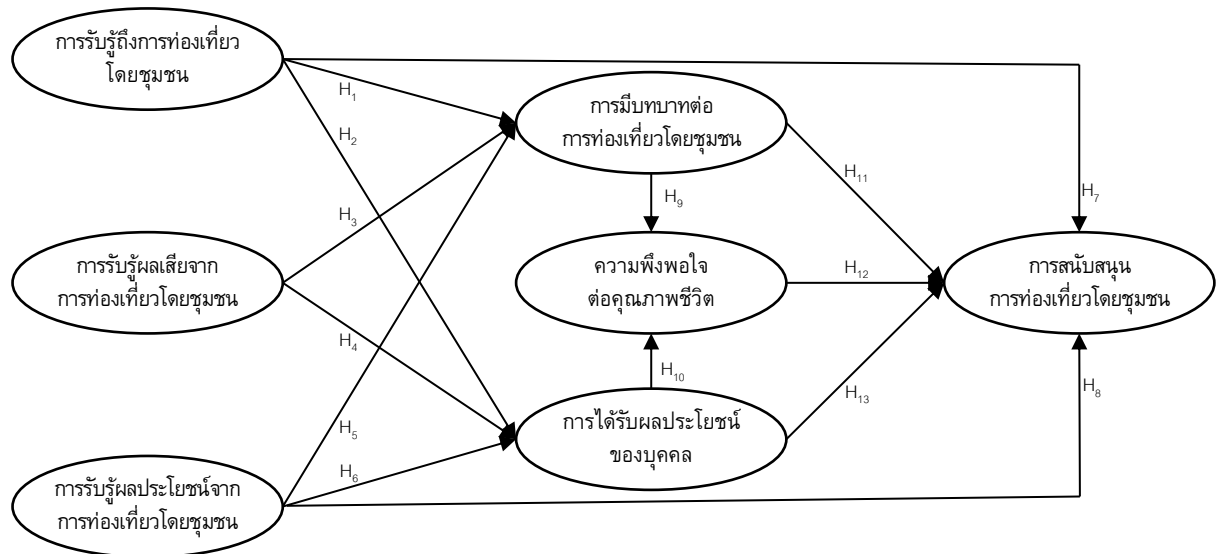 การรับรู้ถึงการท่องเที่ยว
โดยชุมชน
H₁
H₂
การมีบทบาทต่อ
การท่องเที่ยวโดยชุมชน
H₁₁
H₇
H₉
H₃
การรับรู้ผลเสียจาก
การท่องเที่ยวโดยชุมชน
ความพึงพอใจ
ต่อคุณภาพชีวิต
H₁₂
การสนับสนุน
การท่องเที่ยวโดยชุมชน
H₄
H₁₀
H₁₃
H₈
H₅
H₆
การได้รับผลประโยชน์
ของบุคคล
การรับรู้ผลประโยชน์จาก
การท่องเที่ยวโดยชุมชน